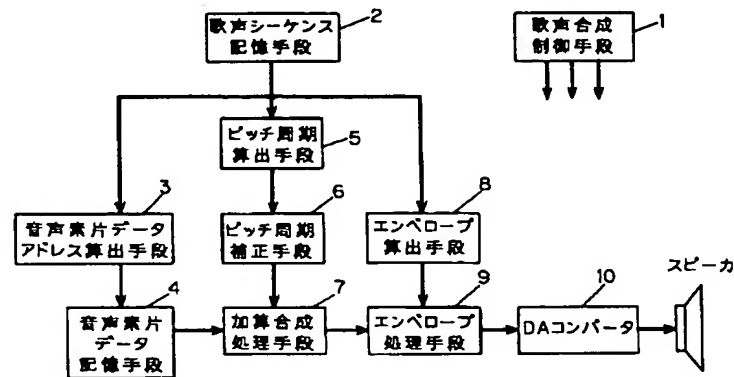 2
歌声シーケンス
記憶手段
1
歌声合成
制御手段
5
ピッチ周期
算出手段
3
音声素片データ
アドレス算出手段
6
ピッチ周期
補正手段
8
エンベロープ
算出手段
4
音声素片
データ
記憶手段
7
加算合成
処理手段
9
エンベロープ
処理手段
10
DAコンバータ
スピーカ